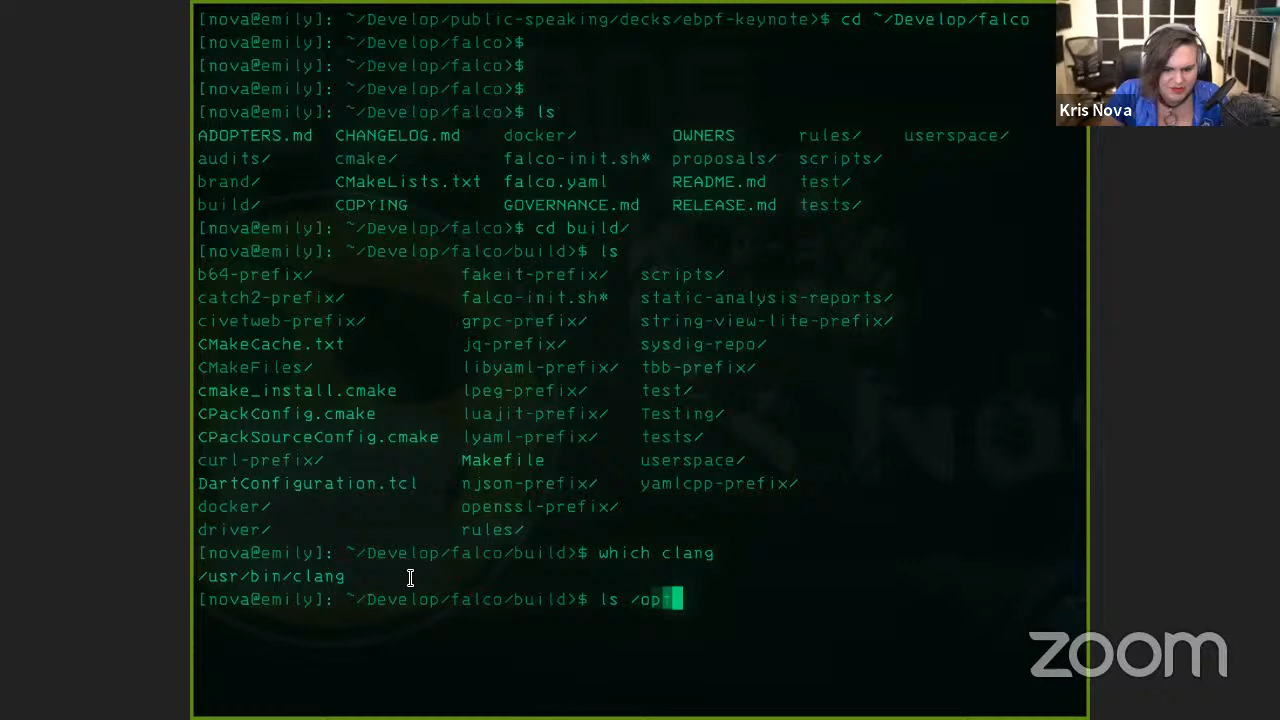 [nova@emily]: ~/Develop/public-speaking/decks/ebpf-keynote>$ cd ~/Develop/falco
[nova@emily]: ~/Develop/falco>$
[nova@emily]: ~/Develop/falco>$
[nova@emily]: ~/Develop/falco>$
[nova@emily]: ~/Develop/falco>$ ls
ADOPTERS.md CHANGELOG.md docker/ OWNERS rules/ userspace/
audits/ cmake/ falco-init.sh* proposals/ scripts/
brand/ CMakeLists.txt falco.yaml README.md test/
build/ COPYING GOVERNANCE.md RELEASE.md tests/
[nova@emily]: ~/Develop/falco>$ cd build/
[nova@emily]: ~/Develop/falco/build>$ ls
b64-prefix/ fakeit-prefix/ scripts/
catch2-prefix/ falco-init.sh* static-analysis-reports/
civetweb-prefix/ grpc-prefix/ string-view-lite-prefix/
CMakeCache.txt jq-prefix/ sysdig-repo/
CMakeFiles/ libyaml-prefix/ tbb-prefix/
cmake_install.cmake lpeg-prefix/ test/
CPackConfig.cmake luajit-prefix/ Testing/
CPackSourceConfig.cmake lyaml-prefix/ tests/
curl-prefix/ Makefile userspace/
DartConfiguration.tcl njson-prefix/ yamlcpp-prefix/
docker/ openssl-prefix/
driver/ rules/
[nova@emily]: ~/Develop/falco/build>$ which clang
/usr/bin/clang
[nova@emily]: ~/Develop/falco/build>$ ls /opt
Kris Nova
zoom